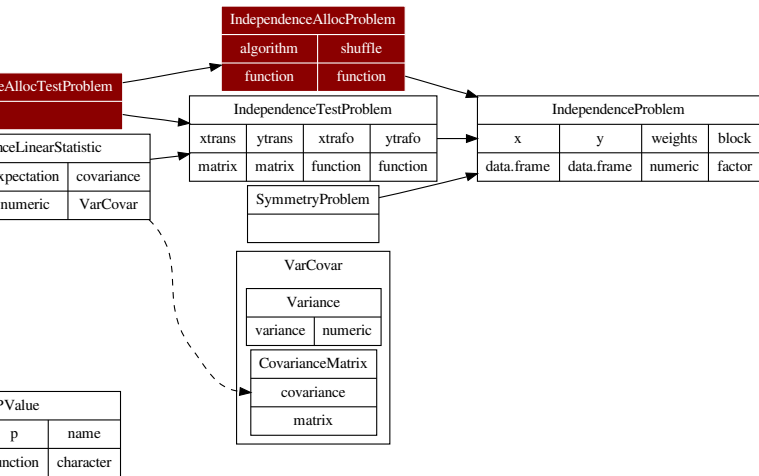 IndependenceAllocProblem
algorithm shuffle
function function
eAllocTestProblem
IndependenceTestProblem
xtrans ytrans xtrafo ytrafo
matrix matrix function function
IndependenceProblem
x y weights block
data.frame data.frame numeric factor
nceLinearStatistic
xpectation covariance
numeric VarCovar
SymmetryProblem
VarCovar
Variance
variance numeric
CovarianceMatrix
covariance
matrix
PValue
p name
unction character